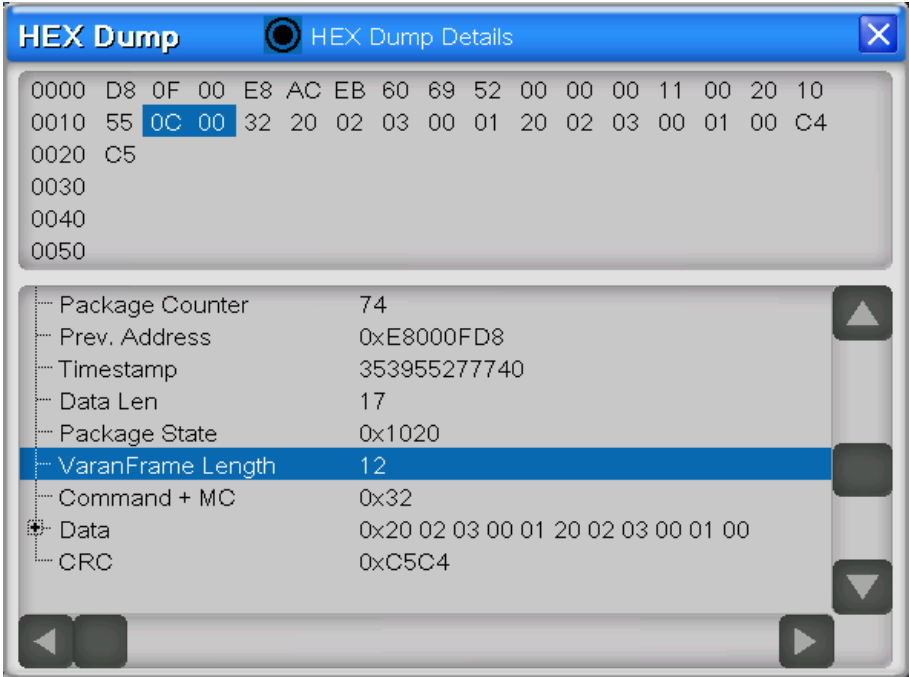 HEX Dump HEX Dump Details
0000 D8 0F 00 E8 AC EB 60 69 52 00 00 00 11 00 20 10
0010 55 0C 00 32 20 02 03 00 01 20 02 03 00 01 00 C4
0020 C5
0030
0040
0050
Package Counter 74
Prev. Address 0xE8000FD8
Timestamp 353955277740
Data Len 17
Package State 0x1020
VaranFrame Length 12
Command + MC 0x32
Data 0x20 02 03 00 01 20 02 03 00 01 00
CRC 0xC5C4